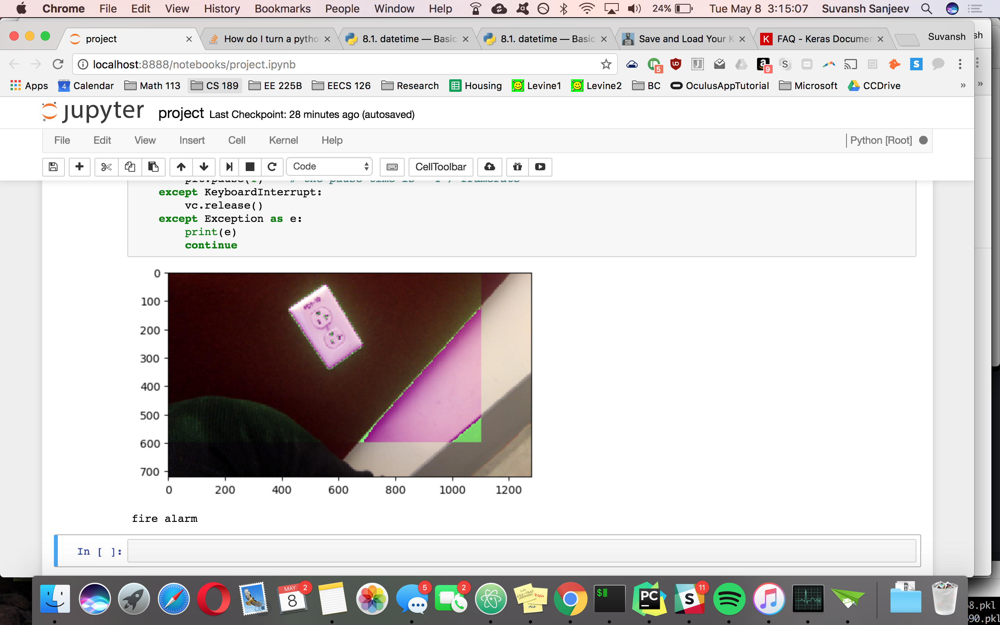 Chrome File Edit View History Bookmarks People Window Help 24% Tue May 8 3:15:07 Suvansh Sanjeev
project How do I turn a pytho 8.1. datetime — Basic 8.1. datetime — Basic Save and Load Your K FAQ - Keras Documen Suvansh sh
localhost:8888/notebooks/project.ipynb 5 9
Apps 4 Calendar Math 113 CS 189 EE 225B EECS 126 Research Housing Levine1 Levine2 BC OculusAppTutorial Microsoft CCDrive » »
jupyter project Last Checkpoint: 28 minutes ago (autosaved)
File Edit View Insert Cell Kernel Help Python [Root]
Code CellToolbar
except KeyboardInterrupt:
vc.release()
except Exception as e:
print(e)
continue
0
100
200
300
400
500
600
700
0 200 400 600 800 1000 1200
fire alarm
In [ ]:
MAY 8 2 5 2 EGGS MILK $ PC S 11
8.pkl
90.pkl